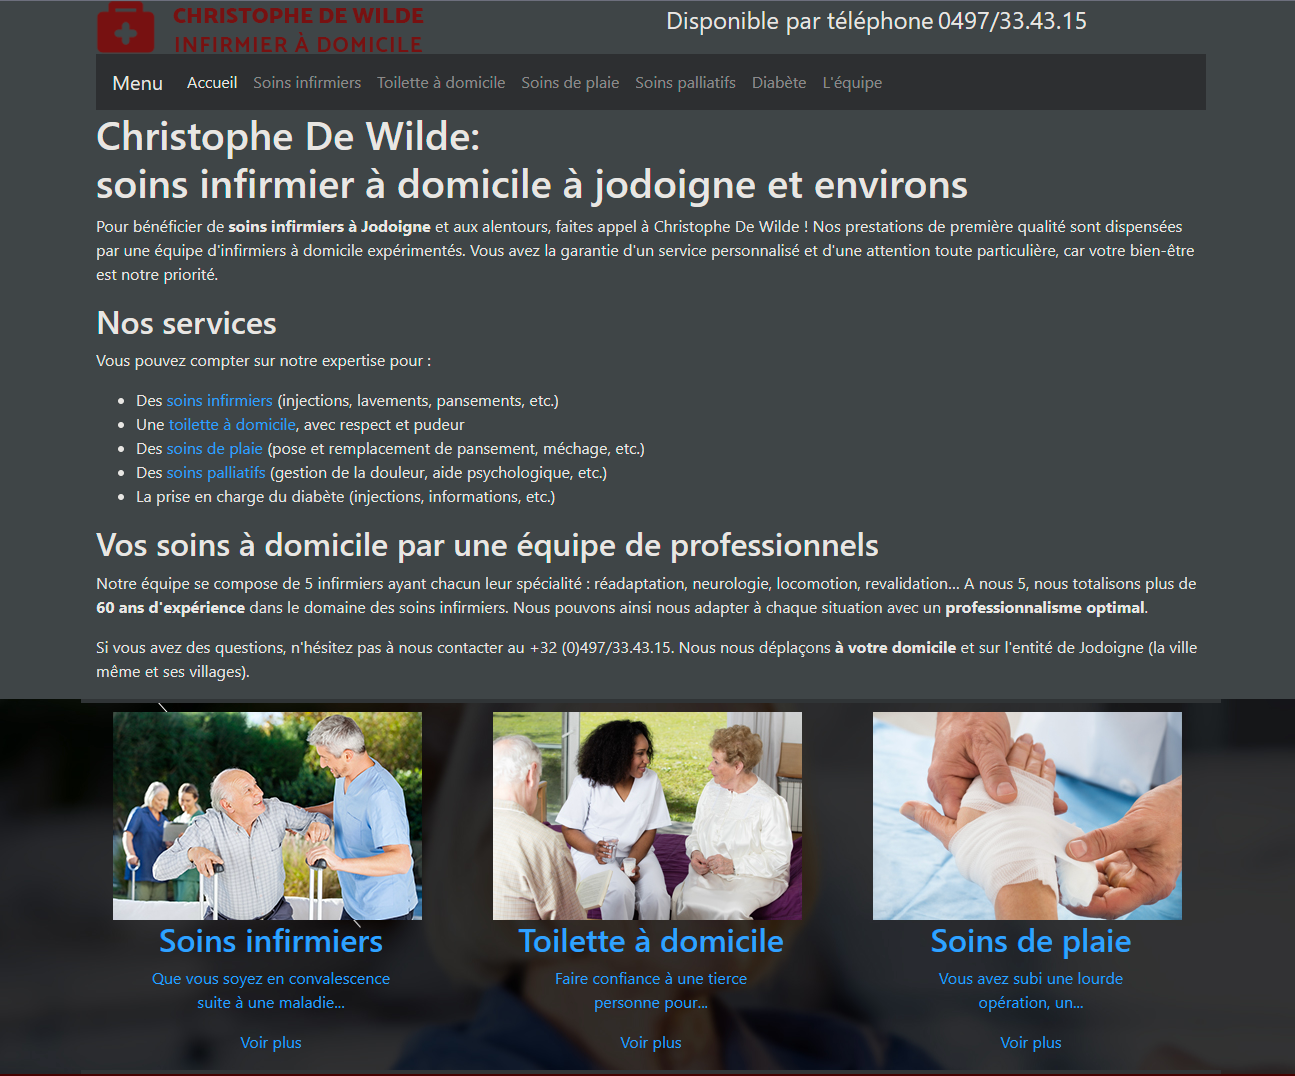 CHRISTOPHE DE WILDE
INFIRMIER À DOMICILE
Disponible par téléphone 0497/33.43.15
Menu Accueil Soins infirmiers Toilette à domicile Soins de plaie Soins palliatifs Diabète L'équipe
Christophe De Wilde:
soins infirmier à domicile à jodoigne et environs
Pour bénéficier de soins infirmiers à Jodoigne et aux alentours, faites appel à Christophe De Wilde ! Nos prestations de première qualité sont dispensées
par une équipe d'infirmiers à domicile expérimentés. Vous avez la garantie d'un service personnalisé et d'une attention toute particulière, car votre bien-être
est notre priorité.
Nos services
Vous pouvez compter sur notre expertise pour :
• Des soins infirmiers (injections, lavements, pansements, etc.)
• Une toilette à domicile, avec respect et pudeur
• Des soins de plaie (pose et remplacement de pansement, méchage, etc.)
• Des soins palliatifs (gestion de la douleur, aide psychologique, etc.)
• La prise en charge du diabète (injections, informations, etc.)
Vos soins à domicile par une équipe de professionnels
Notre équipe se compose de 5 infirmiers ayant chacun leur spécialité : réadaptation, neurologie, locomotion, revalidation... A nous 5, nous totalisons plus de
60 ans d'expérience dans le domaine des soins infirmiers. Nous pouvons ainsi nous adapter à chaque situation avec un professionnalisme optimal.
Si vous avez des questions, n'hésitez pas à nous contacter au +32 (0)497/33.43.15. Nous nous déplaçons à votre domicile et sur l'entité de Jodoigne (la ville
même et ses villages).
Soins infirmiers
Que vous soyez en convalescence
suite à une maladie...
Voir plus
Toilette à domicile
Faire confiance à une tierce
personne pour...
Voir plus
Soins de plaie
Vous avez subi une lourde
opération, un...
Voir plus